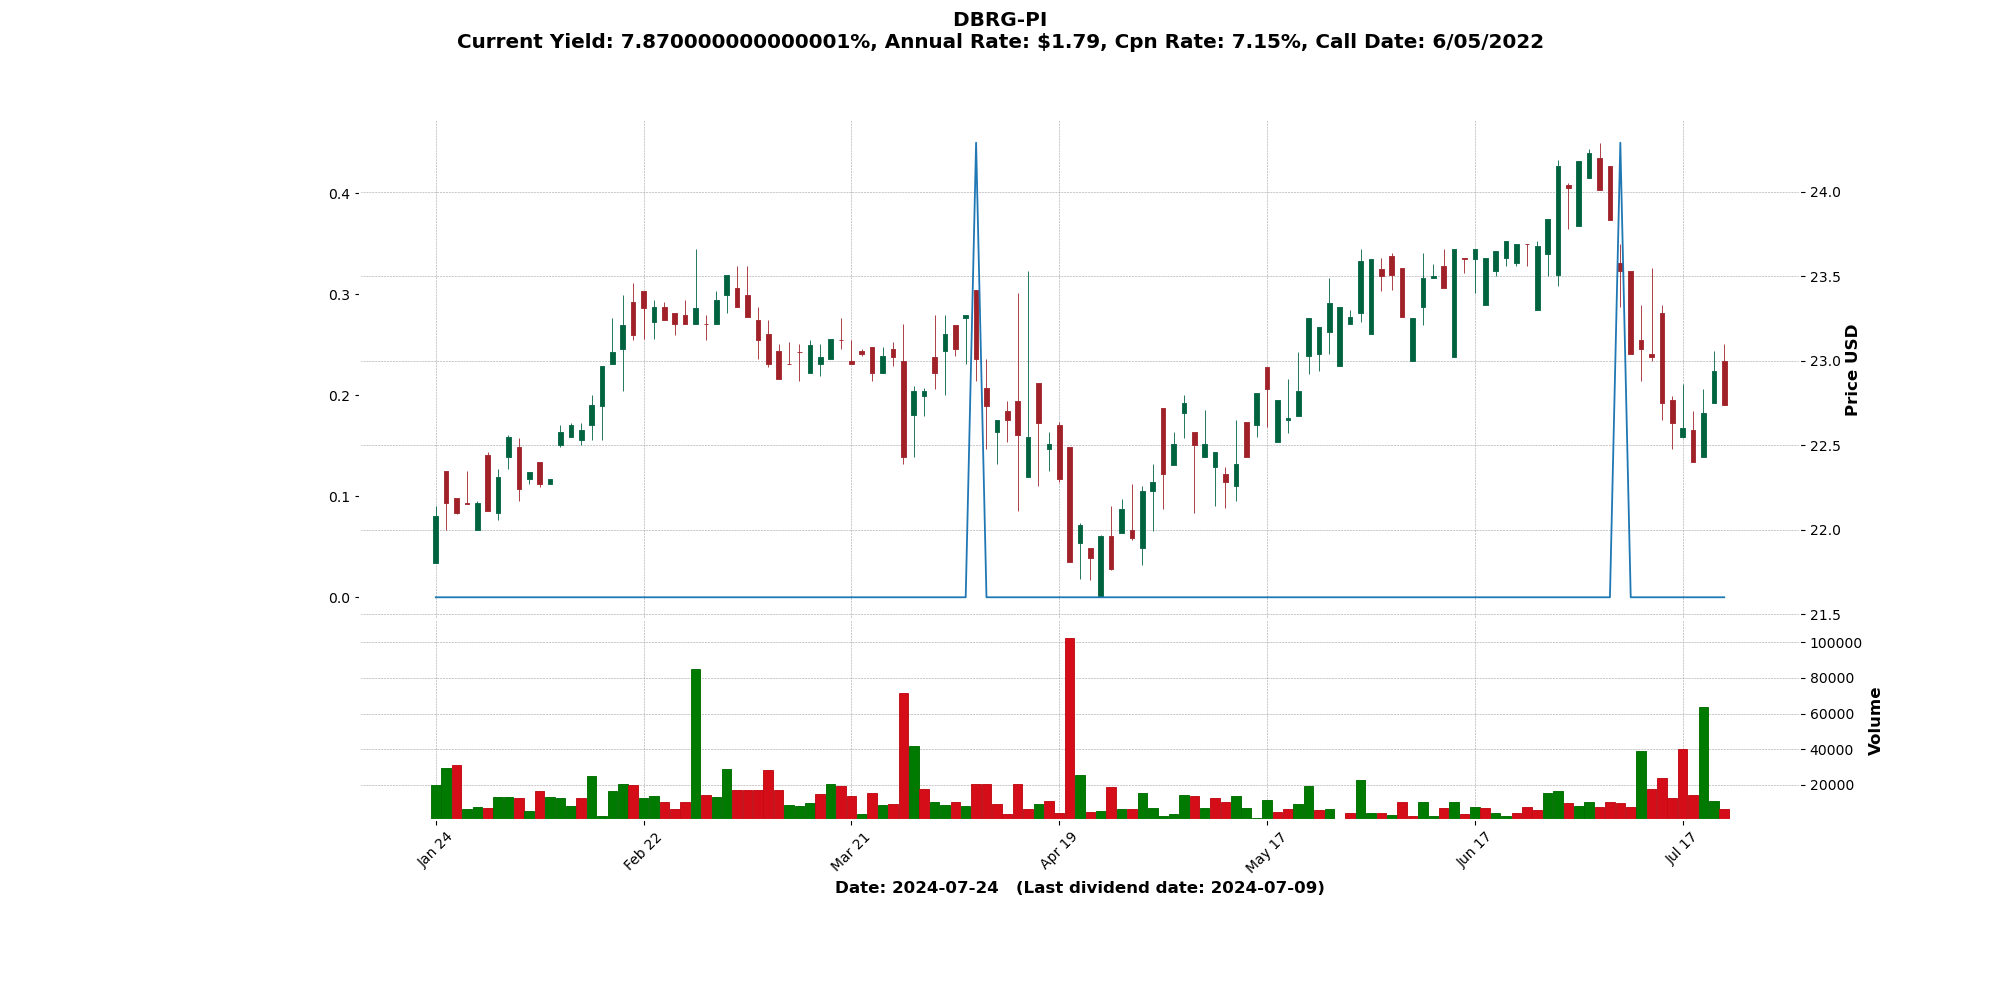 DBRG-PI
Current Yield: 7.870000000000001%, Annual Rate: $1.79, Cpn Rate: 7.15%, Call Date: 6/05/2022
0.4
0.3
0.2
0.1
0.0
24.0
23.5
23.0
22.5
22.0
21.5
Price USD
100000
80000
60000
40000
20000
Volume
Jan 24
Feb 22
Mar 21
Apr 19
May 17
Jun 17
Jul 17
Date: 2024-07-24   (Last dividend date: 2024-07-09)